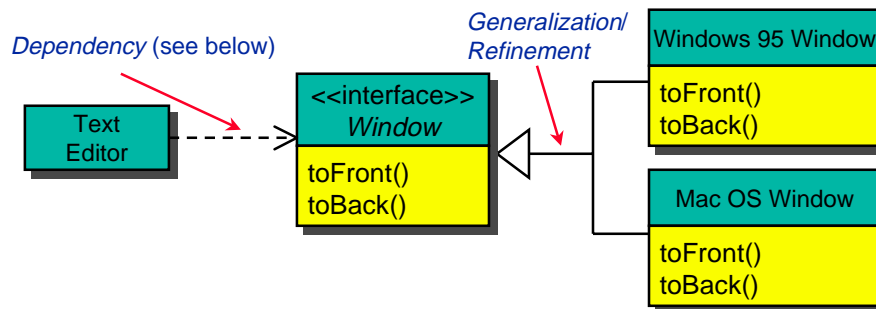 Dependency (see below)
Text
Editor
<<interface>>
Window
toFront()
toBack()
Generalization/
Refinement
Windows 95 Window
toFront()
toBack()
Mac OS Window
toFront()
toBack()